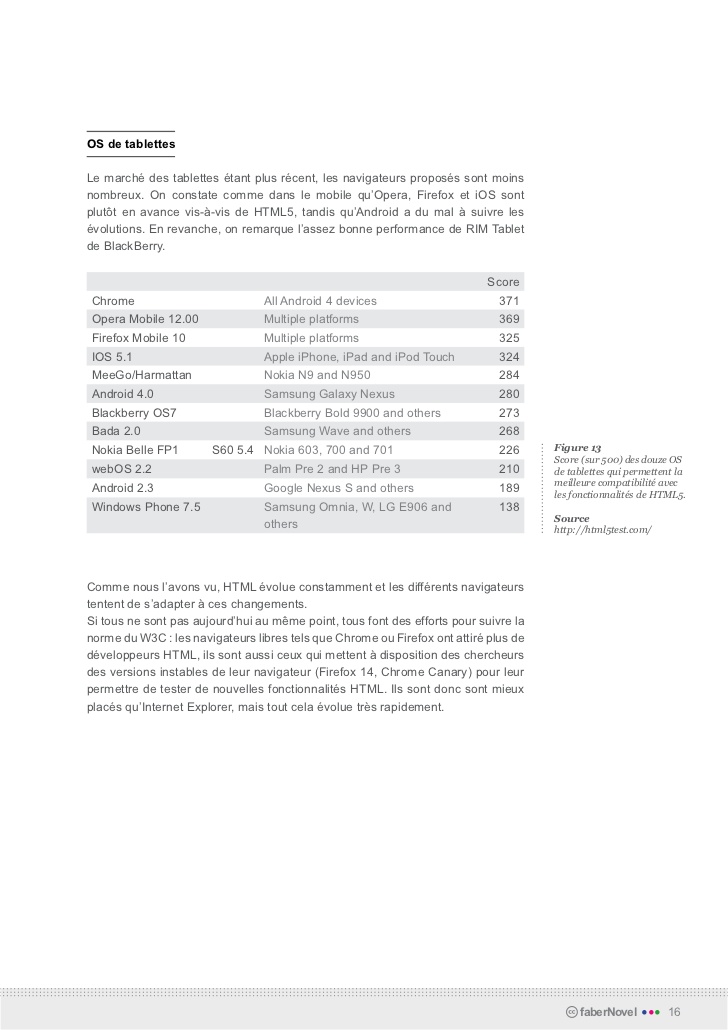 OS de tablettes
Le marché des tablettes étant plus récent, les navigateurs proposés sont moins
nombreux. On constate comme dans le mobile qu’Opera, Firefox et iOS sont
plutôt en avance vis-à-vis de HTML5, tandis qu’Android a du mal à suivre les
évolutions. En revanche, on remarque l’assez bonne performance de RIM Tablet
de BlackBerry.
Score
Chrome All Android 4 devices 371
Opera Mobile 12.00 Multiple platforms 369
Firefox Mobile 10 Multiple platforms 325
IOS 5.1 Apple iPhone, iPad and iPod Touch 324
MeeGo/Harmattan Nokia N9 and N950 284
Android 4.0 Samsung Galaxy Nexus 280
Blackberry OS7 Blackberry Bold 9900 and others 273
Bada 2.0 Samsung Wave and others 268
Nokia Belle FP1 S60 5.4 Nokia 603, 700 and 701 226
webOS 2.2 Palm Pre 2 and HP Pre 3 210
Android 2.3 Google Nexus S and others 189
Windows Phone 7.5 Samsung Omnia, W, LG E906 and 138
others
Figure 13
Score (sur 500) des douze OS
de tablettes qui permettent la
meilleure compatibilité avec
les fonctionnalités de HTML5.
Source
http://html5test.com/
Comme nous l’avons vu, HTML évolue constamment et les différents navigateurs
tentent de s’adapter à ces changements.
Si tous ne sont pas aujourd’hui au même point, tous font des efforts pour suivre la
norme du W3C : les navigateurs libres tels que Chrome ou Firefox ont attiré plus de
développeurs HTML, ils sont aussi ceux qui mettent à disposition des chercheurs
des versions instables de leur navigateur (Firefox 14, Chrome Canary) pour leur
permettre de tester de nouvelles fonctionnalités HTML. Ils sont donc sont mieux
placés qu’Internet Explorer, mais tout cela évolue très rapidement.
cc faberNovel 16